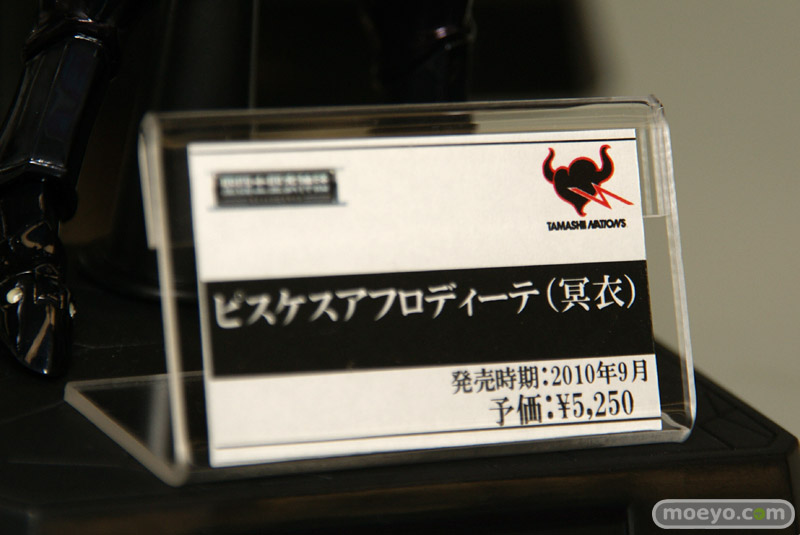 TAMASHII NATIONS
ピスケスアフロディーテ(冥衣)
発売時期:2010年9月
予価:¥5,250
moeyo.com